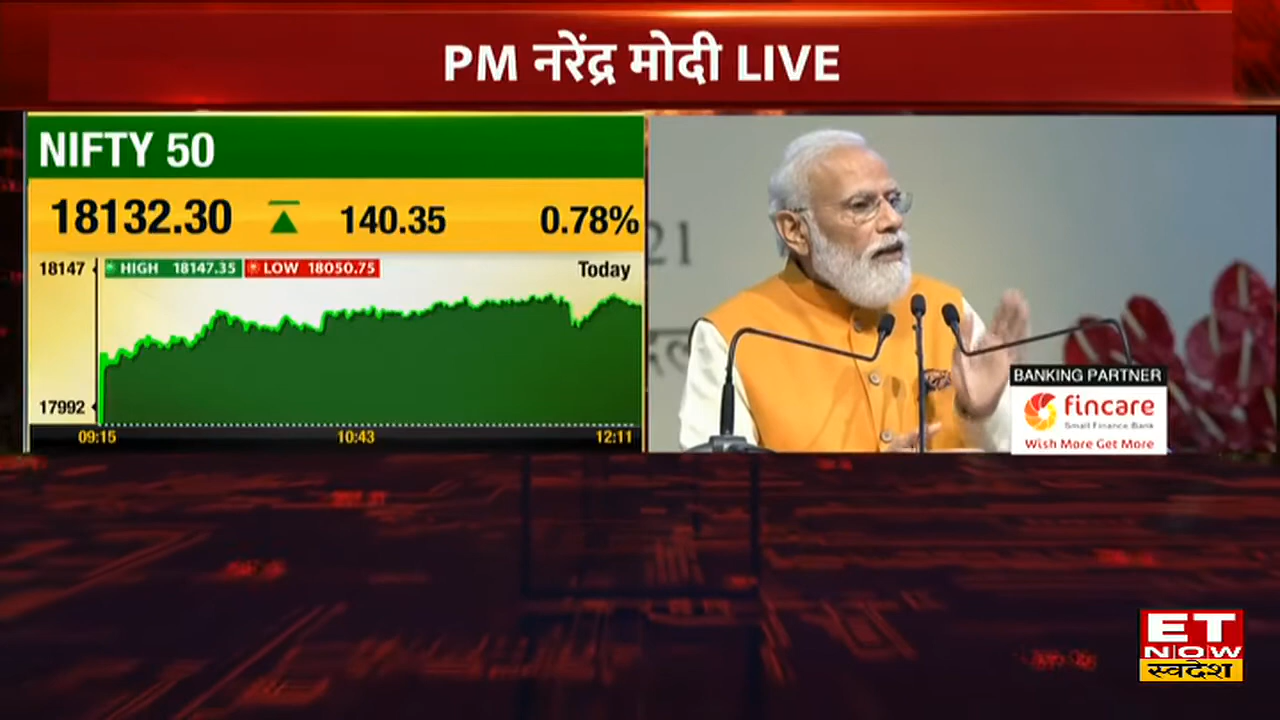 PM नरेंद्र मोदी LIVE
NIFTY 50
18132.30 140.35 0.78%
18147 HIGH 18147.35 LOW 18050.75 Today
17992
09:15 10:43 12:11
21
BANKING PARTNER
fincare
Small Finance Bank
Wish More Get More
ET
NOW
स्वदेश